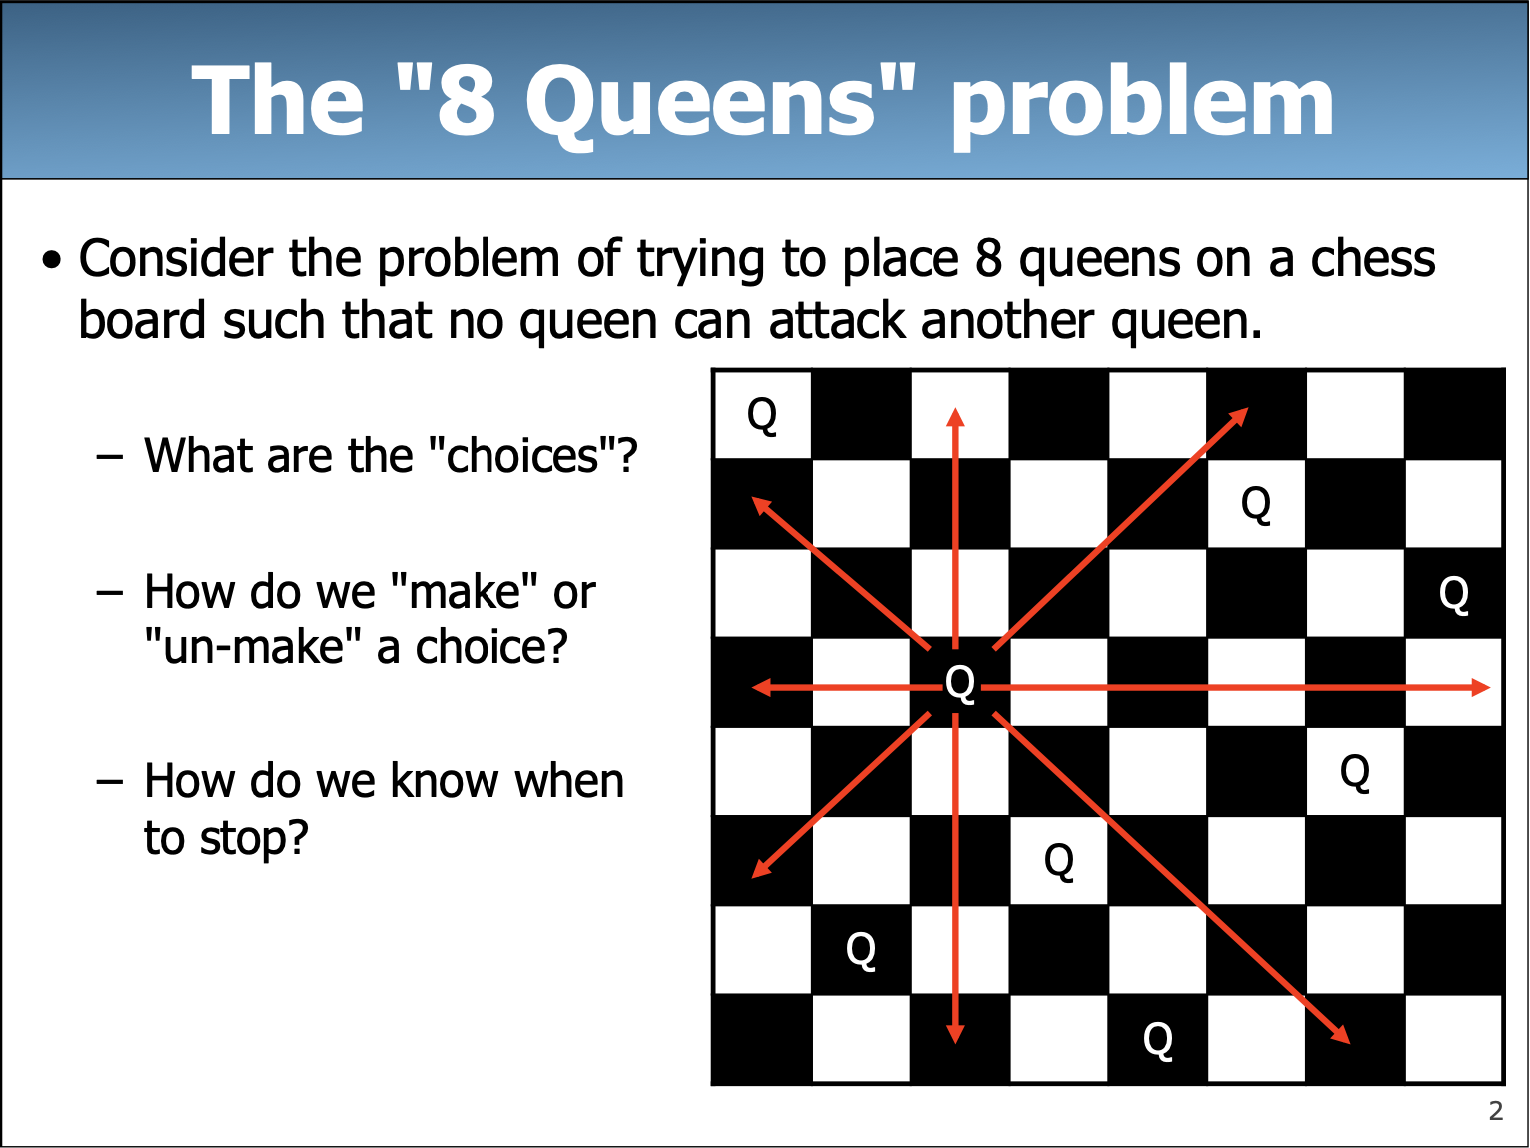 The "8 Queens" problem
• Consider the problem of trying to place 8 queens on a chess
board such that no queen can attack another queen.
– What are the "choices"?
– How do we "make" or
"un-make" a choice?
– How do we know when
to stop?
Q
Q
Q
Q
Q
Q
Q
Q
2